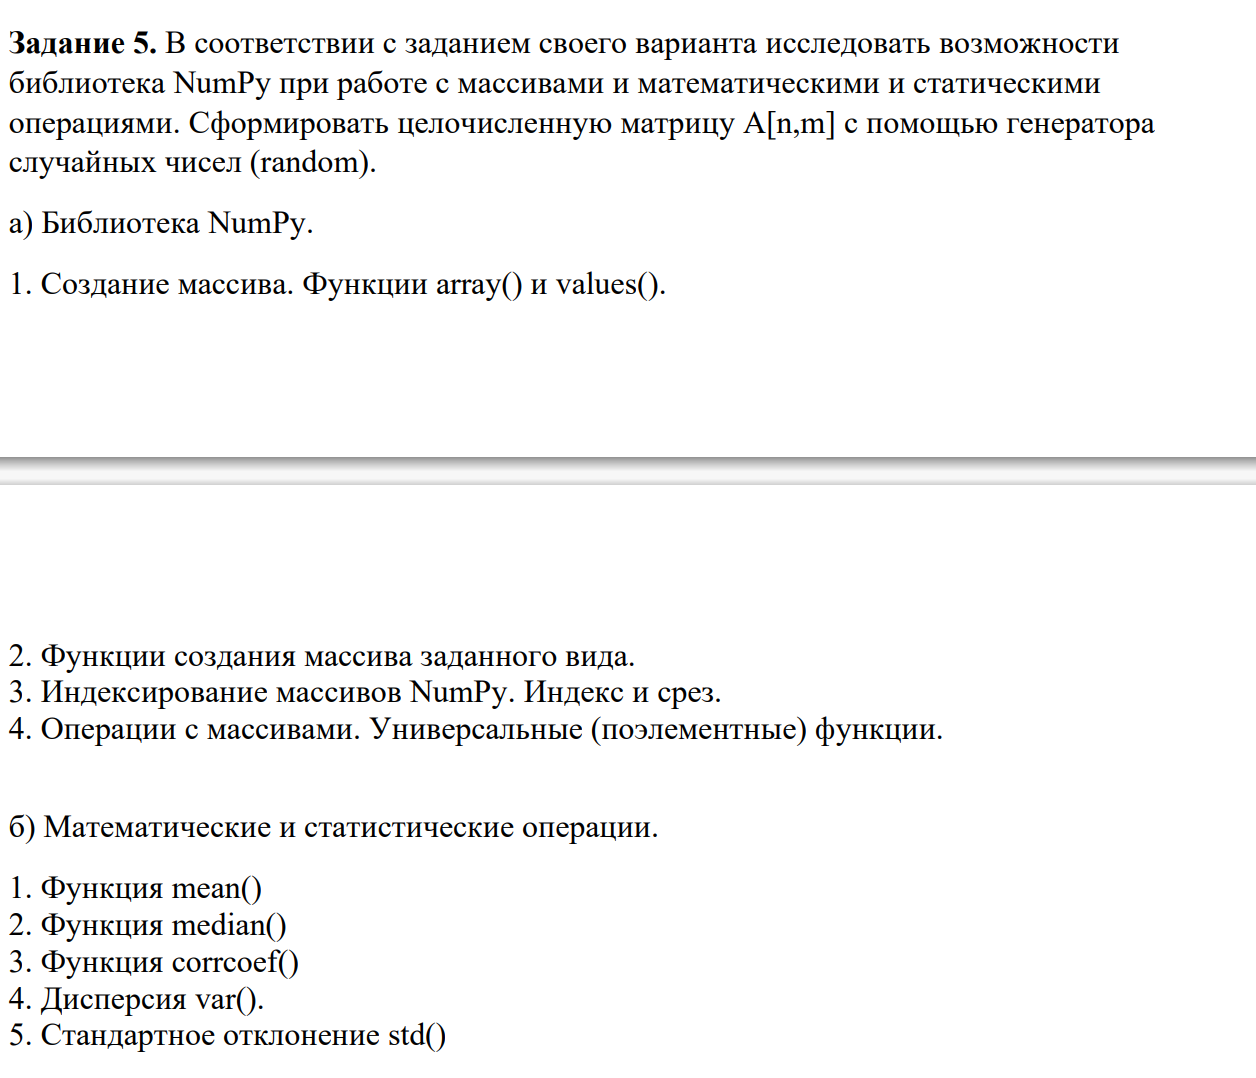 Задание 5. В соответствии с заданием своего варианта исследовать возможности
библиотека NumPy при работе с массивами и математическими и статическими
операциями. Сформировать целочисленную матрицу A[n,m] с помощью генератора
случайных чисел (random).
а) Библиотека NumPy.
1. Создание массива. Функции array() и values().
2. Функции создания массива заданного вида.
3. Индексирование массивов NumPy. Индекс и срез.
4. Операции с массивами. Универсальные (поэлементные) функции.
б) Математические и статистические операции.
1. Функция mean()
2. Функция median()
3. Функция corrcoef()
4. Дисперсия var().
5. Стандартное отклонение std()